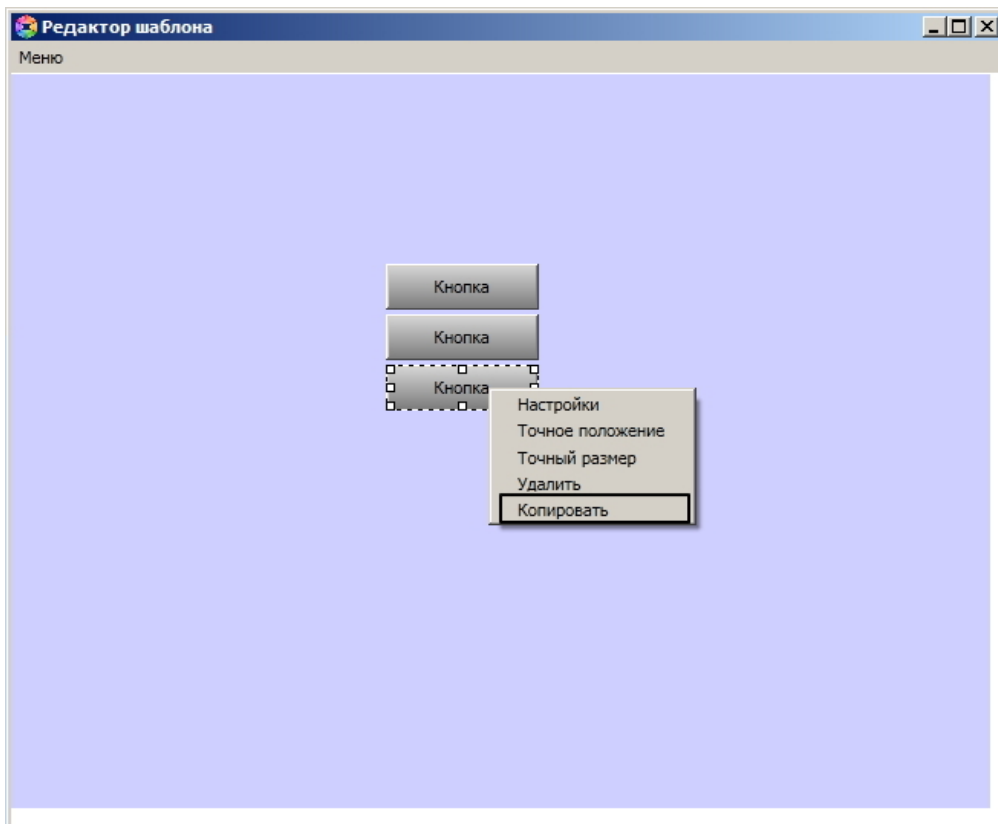 Редактор шаблона
Меню
Кнопка
Кнопка
Кнопка
Настройки
Точное положение
Точный размер
Удалить
Копировать